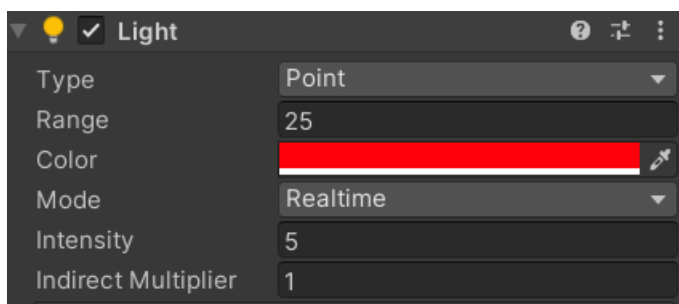 Light
Type Point
Range 25
Color
Mode Realtime
Intensity 5
Indirect Multiplier 1